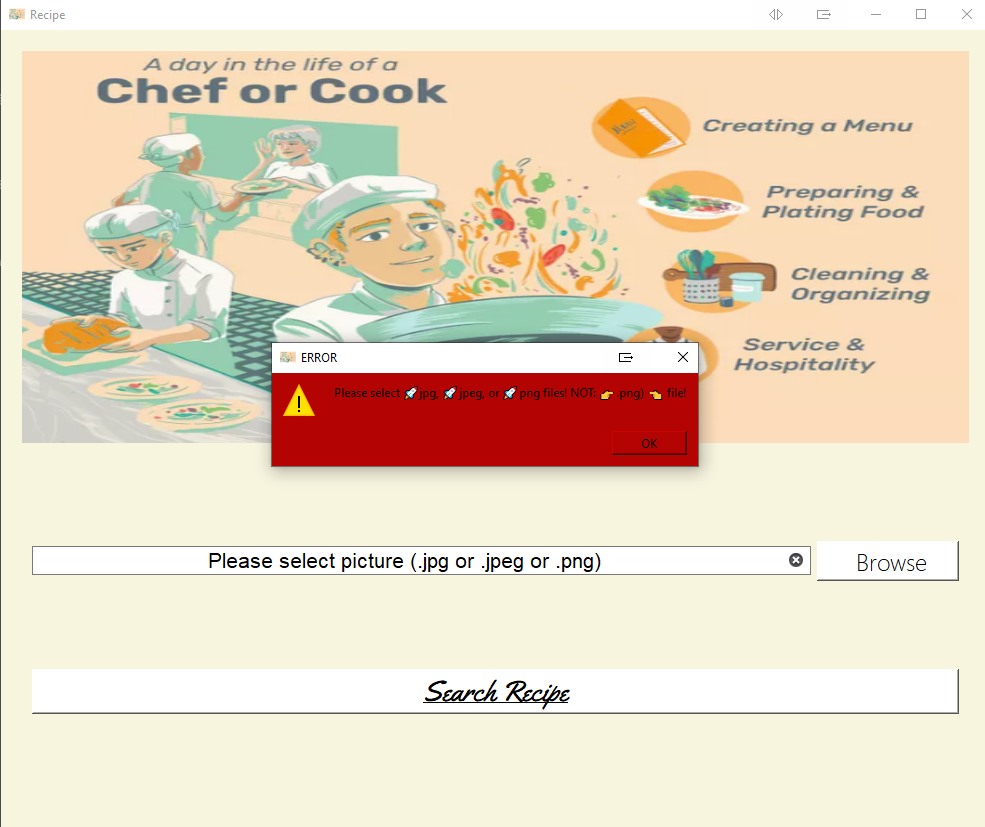 Recipe
A day in the life of a
Chef or Cook
Creating a Menu
Preparing &
Plating Food
Cleaning &
Organizing
Service &
Hospitality
ERROR
Please select 🚀jpg, 🚀jpeg, or 🚀png files! NOT: 👉 .png) 👈 file!
OK
Please select picture (.jpg or .jpeg or .png)
Browse
Search Recipe